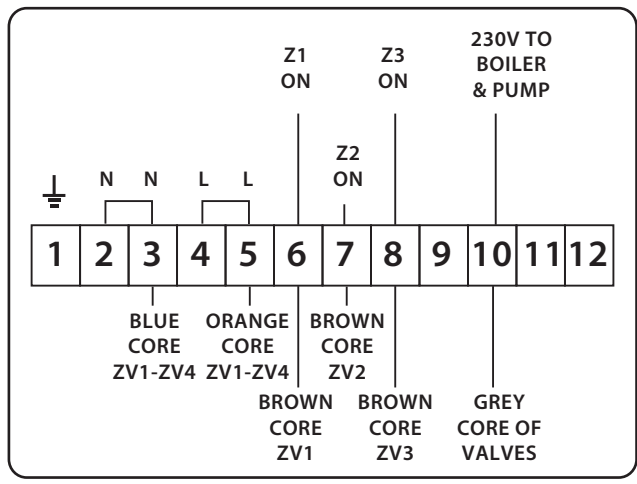 Z1
ON
Z3
ON
230V TO
BOILER
& PUMP
Z2
ON
N N L L
1 2 3 4 5 6 7 8 9 10 11 12
BLUE
CORE
ZV1-ZV4
ORANGE
CORE
ZV1-ZV4
BROWN
CORE
ZV2
BROWN
CORE
ZV1
BROWN
CORE
ZV3
GREY
CORE OF
VALVES